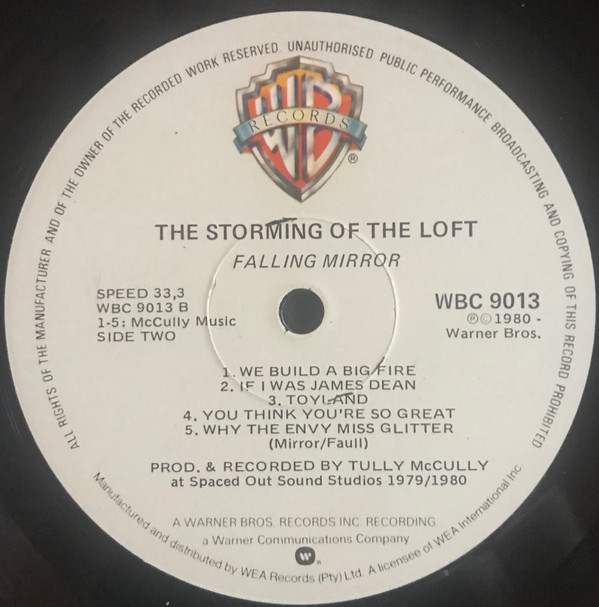 ALL RIGHTS OF THE MANUFACTURER AND OF THE OWNER OF THE RECORDED WORK RESERVED. UNAUTHORISED PUBLIC PERFORMANCE BROADCASTING AND COPYING OF THIS RECORD PROHIBITED
WB
RECORDS
®
THE STORMING OF THE LOFT
FALLING MIRROR
SPEED 33,3
WBC 9013 B
1-5: McCully Music
SIDE TWO
WBC 9013
℗©1980 -
Warner Bros.
1. WE BUILD A BIG FIRE
2. IF I WAS JAMES DEAN
3. TOYLAND
4. YOU THINK YOU'RE SO GREAT
5. WHY THE ENVY MISS GLITTER
(Mirror/Faull)
PROD. & RECORDED BY TULLY McCULLY
at Spaced Out Sound Studios 1979/1980
A WARNER BROS. RECORDS INC. RECORDING
a Warner Communications Company
Manufactured and distributed by WEA Records (Pty) Ltd. A licensee of WEA International Inc.